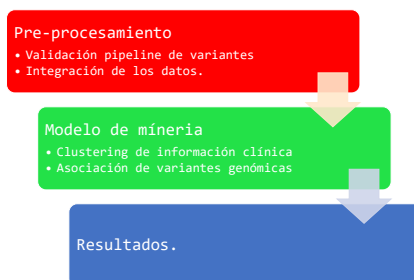 Pre-procesamiento
• Validación pipeline de variantes
• Integración de los datos.
Modelo de míneria
• Clustering de información clínica
• Asociación de variantes genómicas
Resultados.